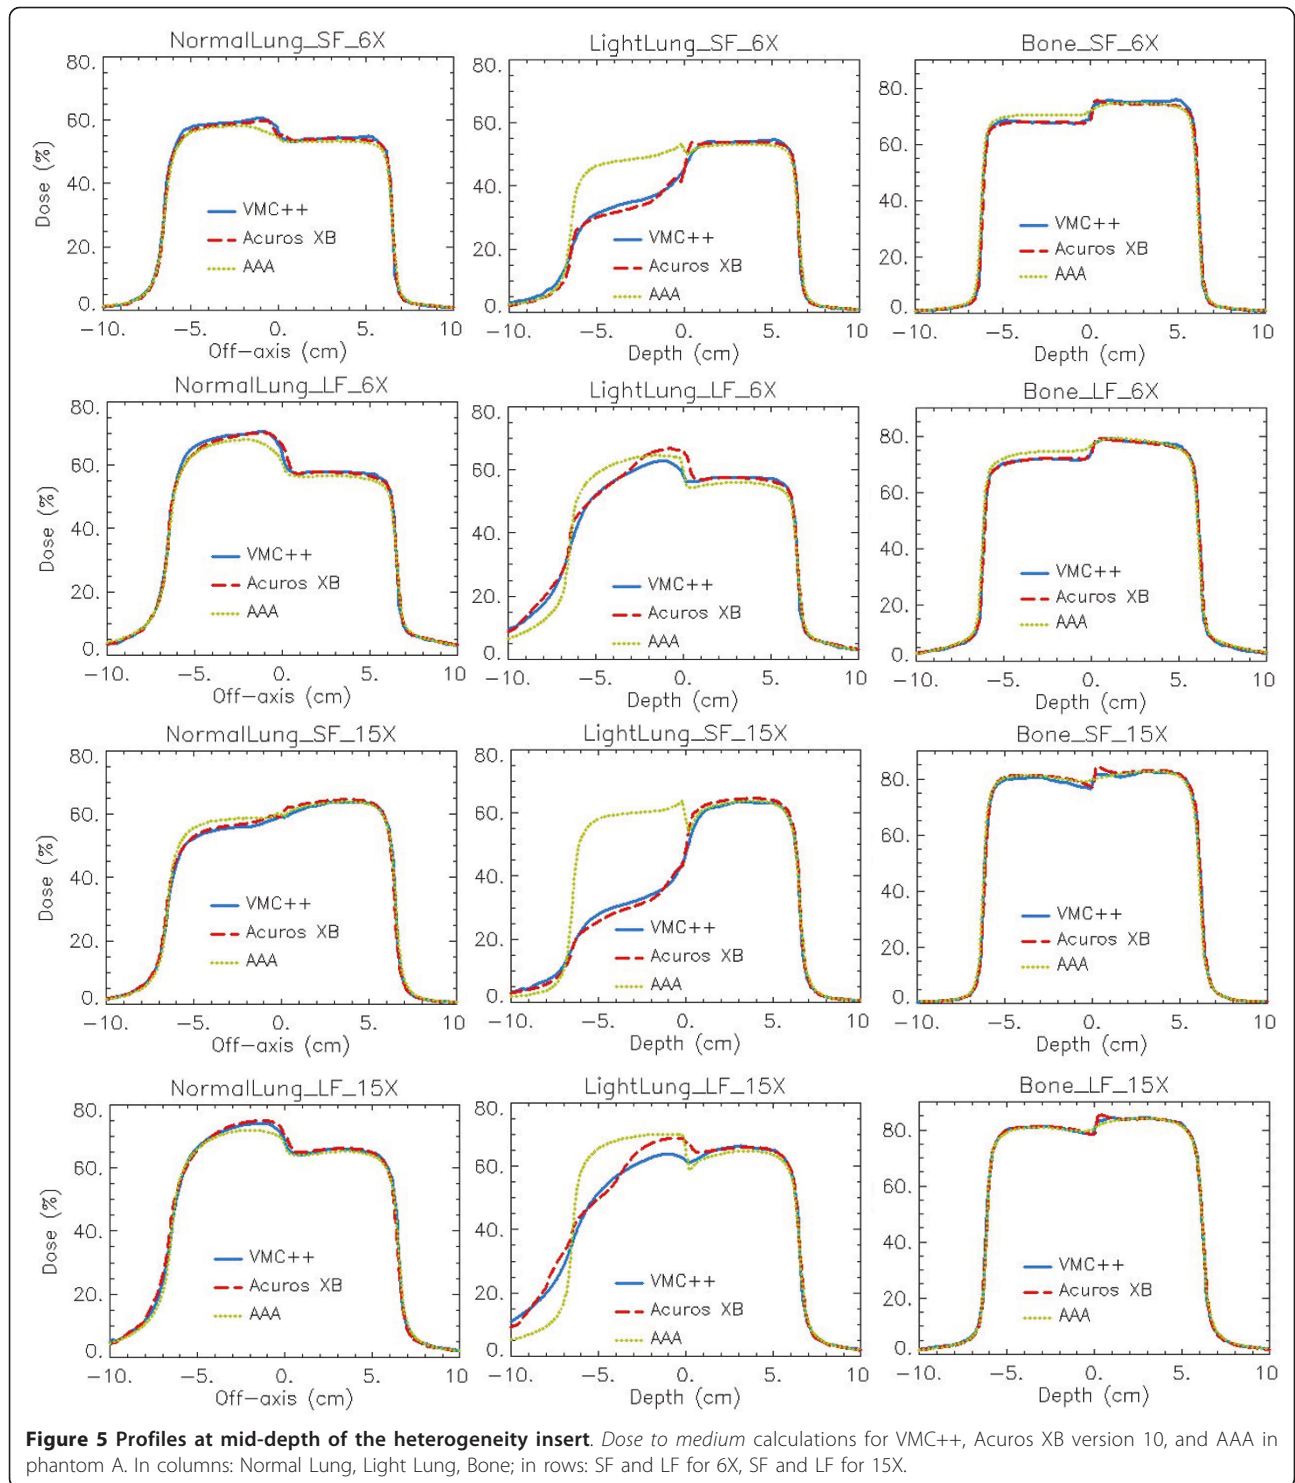 NormalLung_SF_6X
LightLung_SF_6X
Bone_SF_6X
80.
60.
40.
20.
0.
Dose (%)
VMC++
Acuros XB
AAA
−10. −5. 0. 5. 10
Off−axis (cm)
80.
60.
40.
20.
0.
VMC++
Acuros XB
AAA
−10. −5. 0. 5. 10
Depth (cm)
80.
60.
40.
20.
0.
VMC++
Acuros XB
AAA
−10. −5. 0. 5. 10
Depth (cm)
NormalLung_LF_6X
LightLung_LF_6X
Bone_LF_6X
80.
60.
40.
20.
0.
Dose (%)
VMC++
Acuros XB
AAA
−10. −5. 0. 5. 10
Off−axis (cm)
80.
60.
40.
20.
0.
VMC++
Acuros XB
AAA
−10. −5. 0. 5. 10
Depth (cm)
80.
60.
40.
20.
0.
VMC++
Acuros XB
AAA
−10. −5. 0. 5. 10
Depth (cm)
NormalLung_SF_15X
LightLung_SF_15X
Bone_SF_15X
80.
60.
40.
20.
0.
Dose (%)
VMC++
Acuros XB
AAA
−10. −5. 0. 5. 10
Off−axis (cm)
80.
60.
40.
20.
0.
VMC++
Acuros XB
AAA
−10. −5. 0. 5. 10
Depth (cm)
80.
60.
40.
20.
0.
VMC++
Acuros XB
AAA
−10. −5. 0. 5. 10
Depth (cm)
NormalLung_LF_15X
LightLung_LF_15X
Bone_LF_15X
80.
60.
40.
20.
0.
Dose (%)
VMC++
Acuros XB
AAA
−10. −5. 0. 5. 10
Off−axis (cm)
80.
60.
40.
20.
0.
VMC++
Acuros XB
AAA
−10. −5. 0. 5. 10
Depth (cm)
80.
60.
40.
20.
0.
VMC++
Acuros XB
AAA
−10. −5. 0. 5. 10
Depth (cm)
Figure 5 Profiles at mid-depth of the heterogeneity insert. Dose to medium calculations for VMC++, Acuros XB version 10, and AAA in
phantom A. In columns: Normal Lung, Light Lung, Bone; in rows: SF and LF for 6X, SF and LF for 15X.